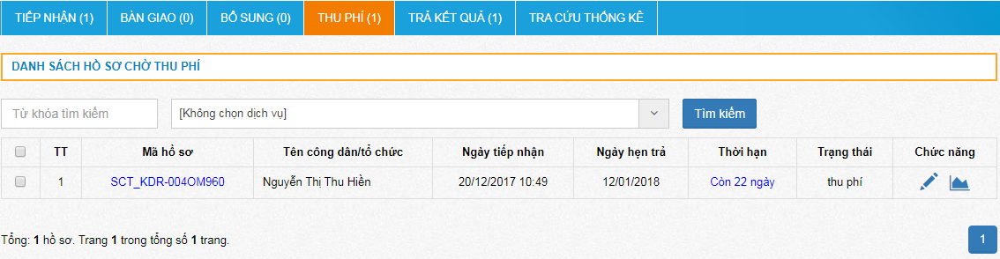 TIẾP NHẬN (1) BÀN GIAO (0) BỔ SUNG (0) THU PHÍ (1) TRẢ KẾT QUẢ (1) TRA CỨU THỐNG KÊ
DANH SÁCH HỒ SƠ CHỜ THU PHÍ
Từ khóa tìm kiếm [Không chọn dịch vụ] Tìm kiếm
TT Mã hồ sơ Tên công dân/tổ chức Ngày tiếp nhận Ngày hẹn trả Thời hạn Trạng thái Chức năng
1 SCT_KDR-004OM960 Nguyễn Thị Thu Hiền 20/12/2017 10:49 12/01/2018 Còn 22 ngày thu phí
Tổng: 1 hồ sơ. Trang 1 trong tổng số 1 trang. 1